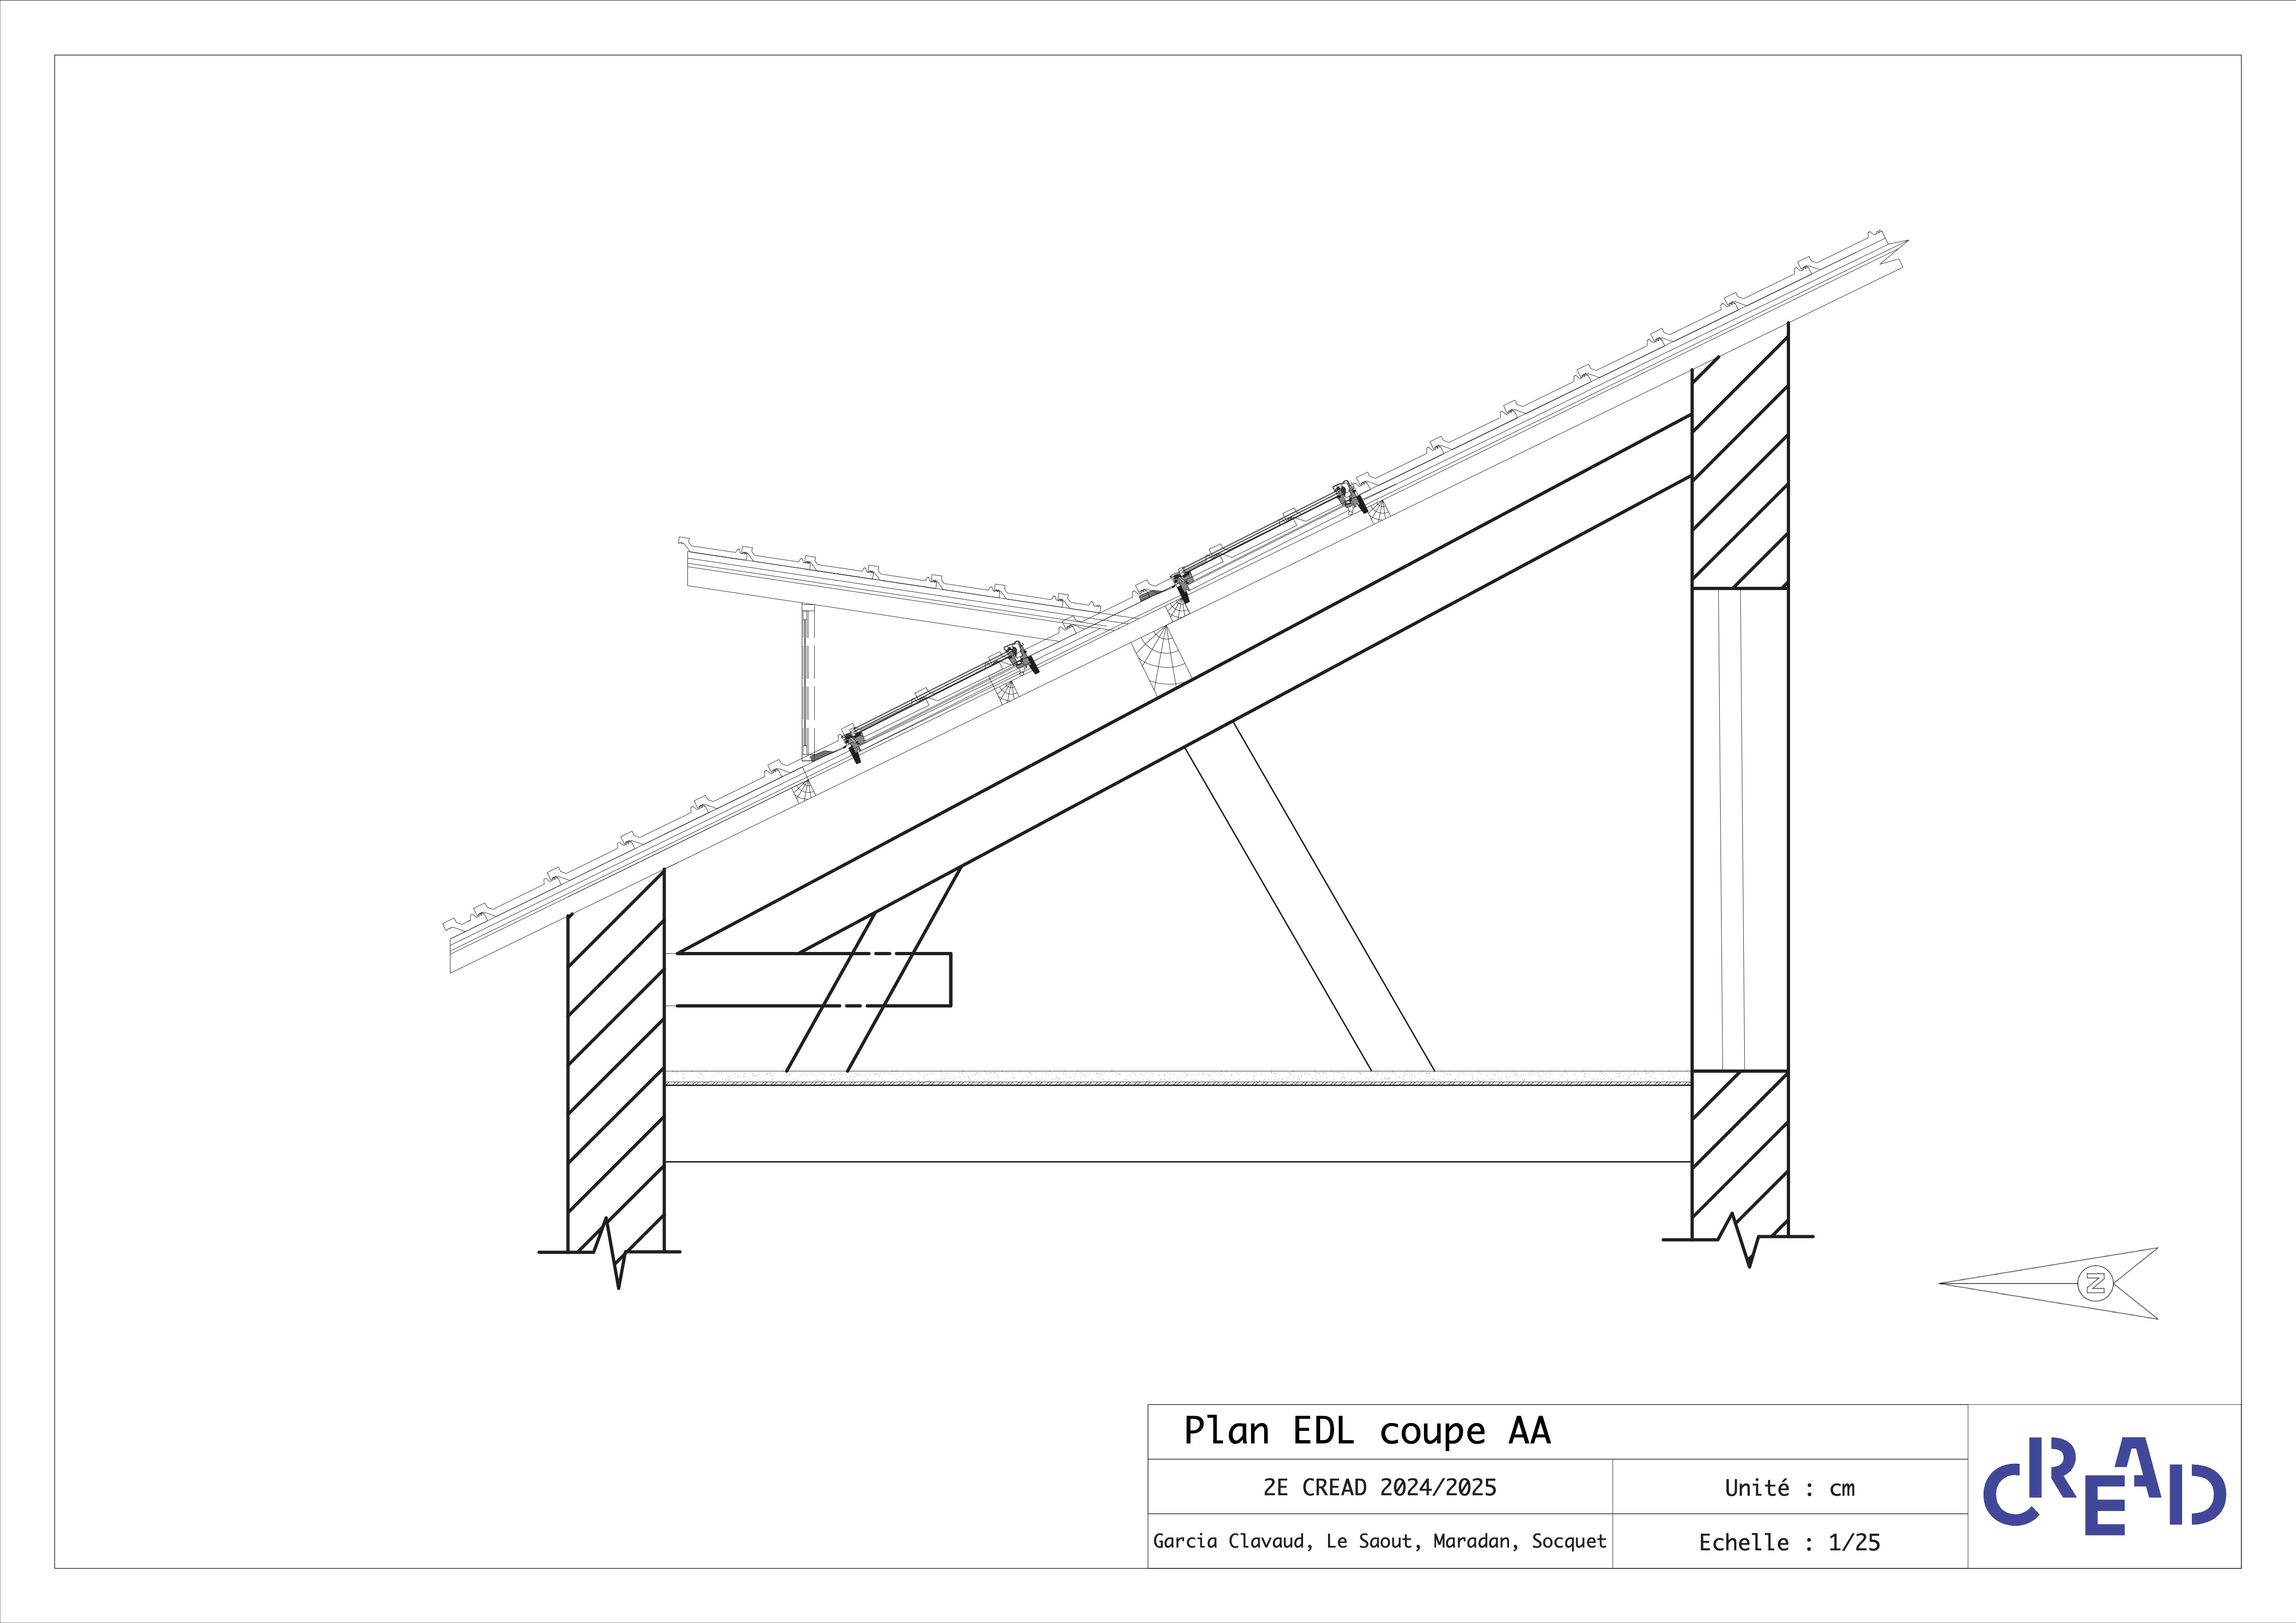 N
Plan EDL coupe AA
2E CREAD 2024/2025
Unité : cm
Garcia Clavaud, Le Saout, Maradan, Socquet
Echelle : 1/25
CREAD